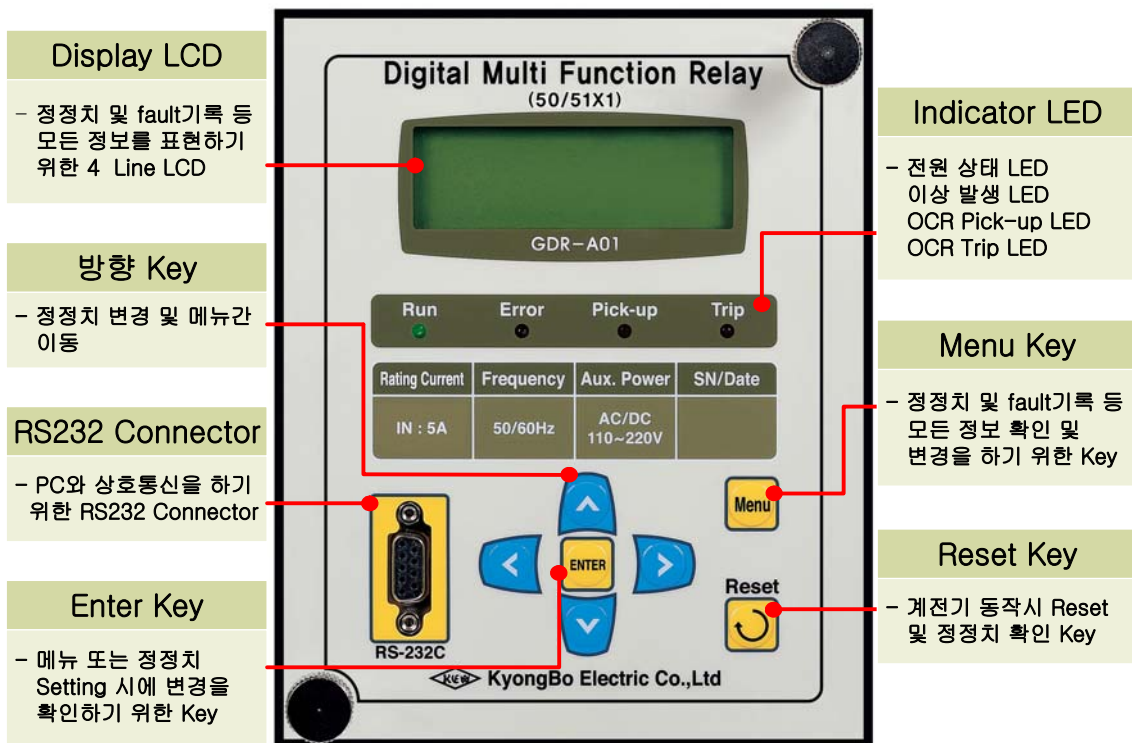 Display LCD
- 정정치 및 fault기록 등
모든 정보를 표현하기
위한 4 Line LCD
방향 Key
- 정정치 변경 및 메뉴간
이동
RS232 Connector
- PC와 상호통신을 하기
위한 RS232 Connector
Enter Key
- 메뉴 또는 정정치
Setting 시에 변경을
확인하기 위한 Key
Digital Multi Function Relay
(50/51X1)
GDR-A01
Run Error Pick-up Trip
Rating Current Frequency Aux. Power SN/Date
IN : 5A 50/60Hz AC/DC
110~220V
Menu
ENTER
Reset
RS-232C
KEW KyongBo Electric Co.,Ltd
Indicator LED
- 전원 상태 LED
이상 발생 LED
OCR Pick-up LED
OCR Trip LED
Menu Key
- 정정치 및 fault기록 등
모든 정보 확인 및
변경을 하기 위한 Key
Reset Key
- 계전기 동작시 Reset
및 정정치 확인 Key